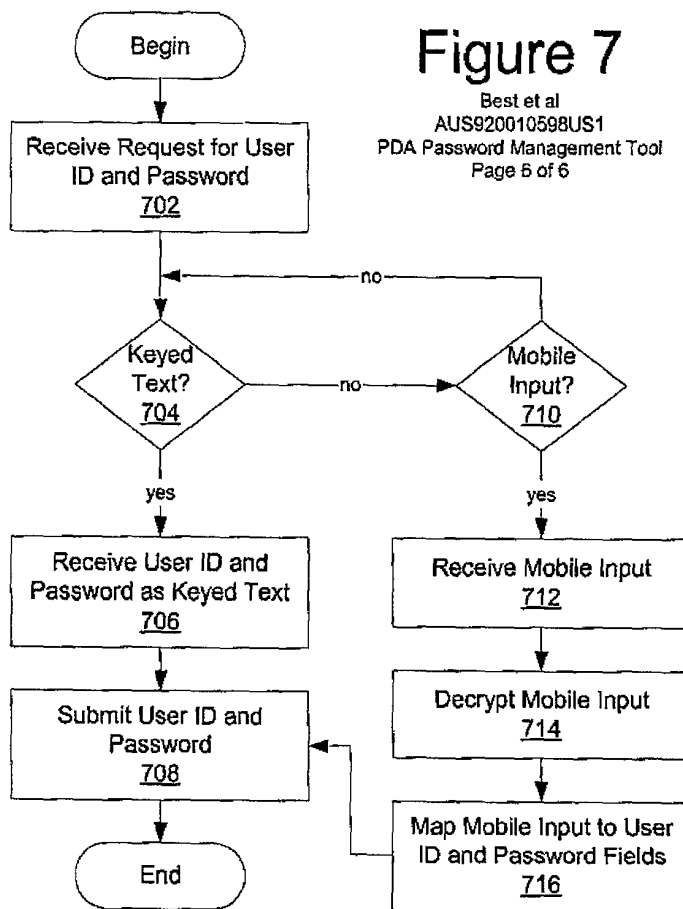 Begin
Figure 7
Best et al
AUS920010598US1
PDA Password Management Tool
Page 6 of 6
Receive Request for User
ID and Password
702
no
Keyed
Text?
704
no
Mobile
Input?
710
yes
yes
Receive User ID and
Password as Keyed Text
706
Receive Mobile Input
712
Submit User ID and
Password
708
Decrypt Mobile Input
714
End
Map Mobile Input to User
ID and Password Fields
716